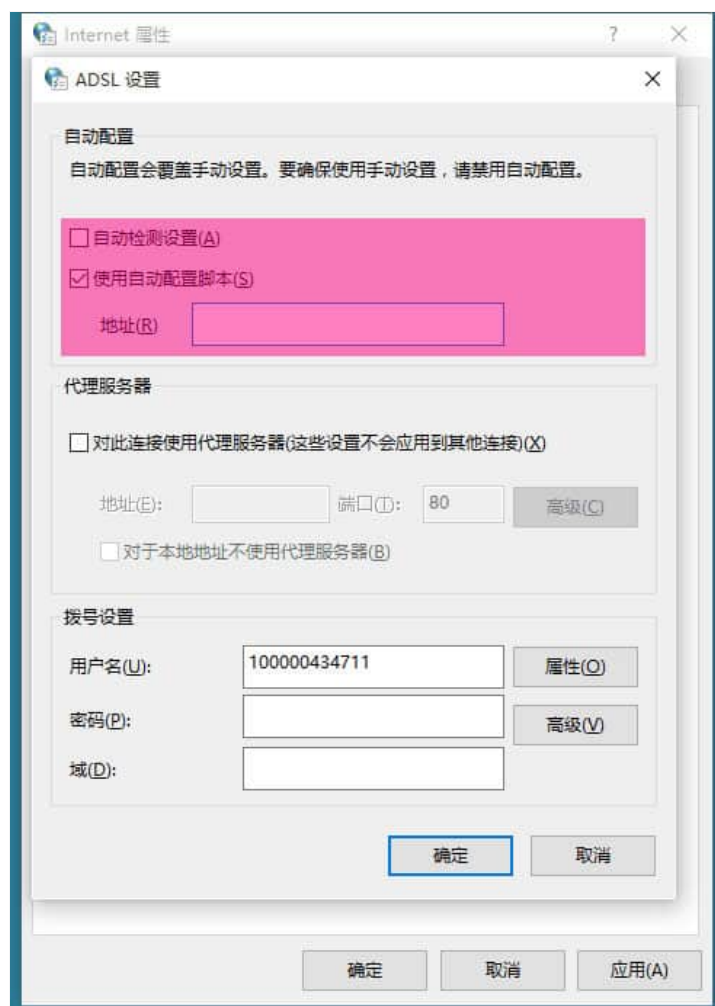 Internet 属性
ADSL 设置
自动配置
自动配置会覆盖手动设置。要确保使用手动设置，请禁用自动配置。
自动检测设置(A)
使用自动配置脚本(S)
地址(R)
代理服务器
对此连接使用代理服务器(这些设置不会应用到其他连接)(X)
地址(E): 端口(T): 80 高级(C)
对于本地地址不使用代理服务器(B)
拨号设置
用户名(U): 100000434711 属性(O)
密码(P): 高级(V)
域(D):
确定 取消
确定 取消 应用(A)